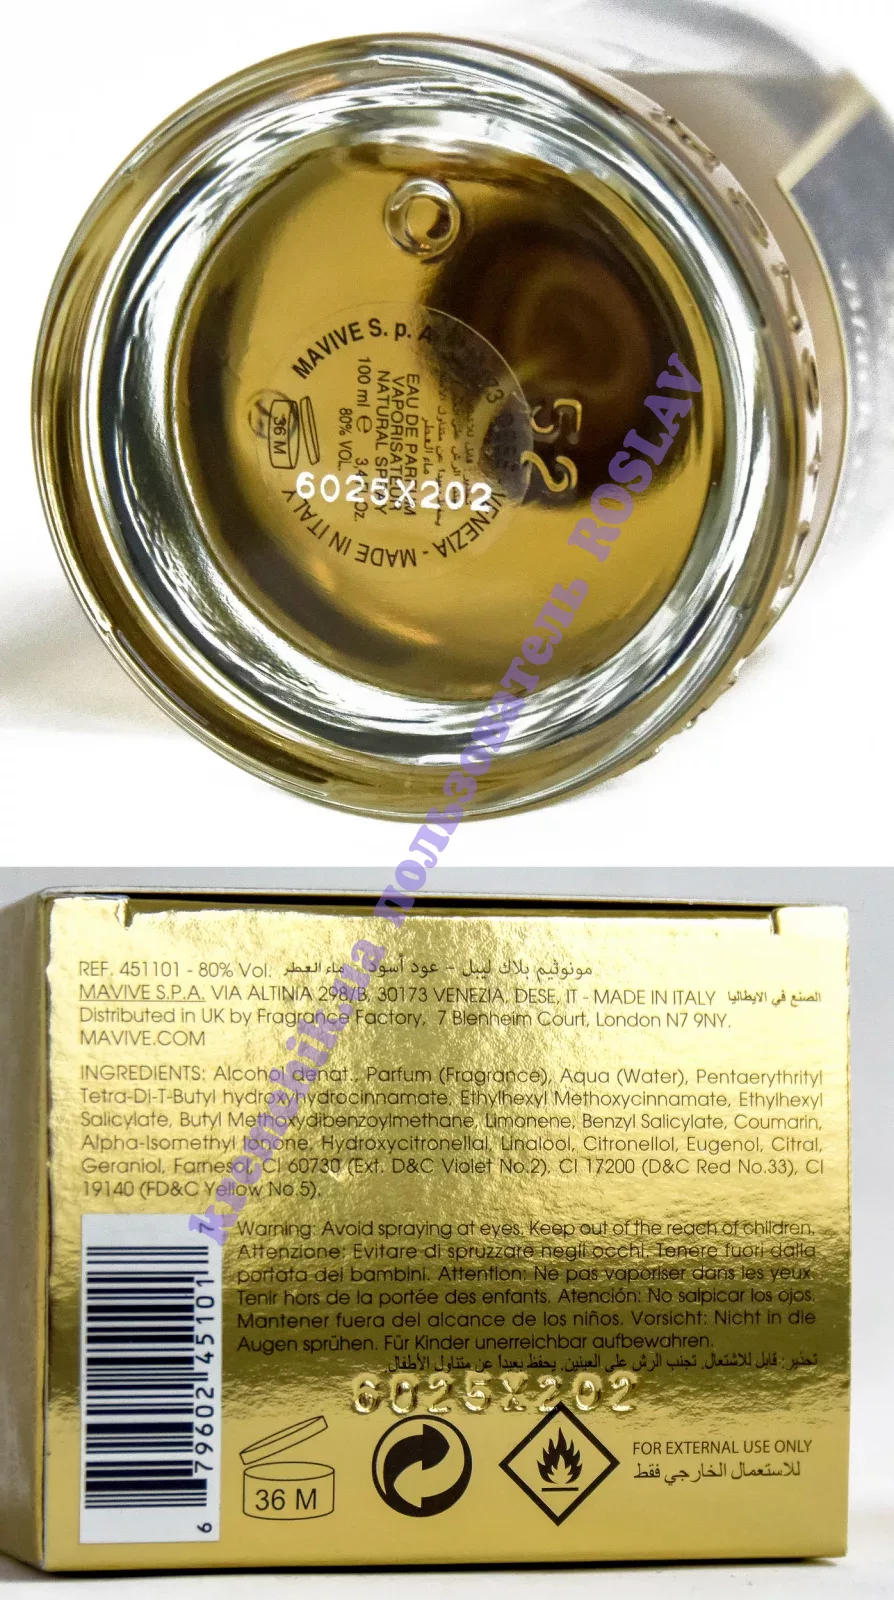 MAVIVE S.p.A
VENEZIA - MADE IN ITALY
EAU DE PARFUM
VAPORISATEUR
NATURAL SPRAY
100 ml e 3.4 Oz.
80% VOL.
36 M
ماء العطر
52
6025X202
REF. 451101 - 80% Vol. مونوثيم بلاك ليبل - عود أسود ماء العطر
MAVIVE S.P.A. VIA ALTINIA 298/B, 30173 VENEZIA, DESE, IT - MADE IN ITALY الصنع في الايطاليا
Distributed in UK by Fragrance Factory, 7 Blenheim Court, London N7 9NY.
MAVIVE.COM
INGREDIENTS: Alcohol denat., Parfum (Fragrance), Aqua (Water), Pentaerythrityl
Tetra-Di-T-Butyl hydroxyhydrocinnamate, Ethylhexyl Methoxycinnamate, Ethylhexyl
Salicylate, Butyl Methoxydibenzoylmethane, Limonene, Benzyl Salicylate, Coumarin,
Alpha-Isomethyl Ionone, Hydroxycitronellal, Linalool, Citronellol, Eugenol, Citral,
Geraniol, Farnesol, CI 60730 (Ext. D&C Violet No.2), CI 17200 (D&C Red No.33), CI
19140 (FD&C Yellow No.5).
Warning: Avoid spraying at eyes. Keep out of the reach of children.
Attenzione: Evitare di spruzzare negli occhi. Tenere fuori dalla
portata dei bambini. Attention: Ne pas vaporiser dans les yeux.
Tenir hors de la portée des enfants. Atención: No salpicar los ojos.
Mantener fuera del alcance de los niños. Vorsicht: Nicht in die
Augen sprühen. Für Kinder unerreichbar aufbewahren.
تحذير: قابل للاشتعال. تجنب الرش على العينين. يحفظ بعيدا عن متناول الأطفال.
6025X202
6 79602 45101 7
36 M
FOR EXTERNAL USE ONLY
للاستعمال الخارجي فقط
пользователь ROSLAV